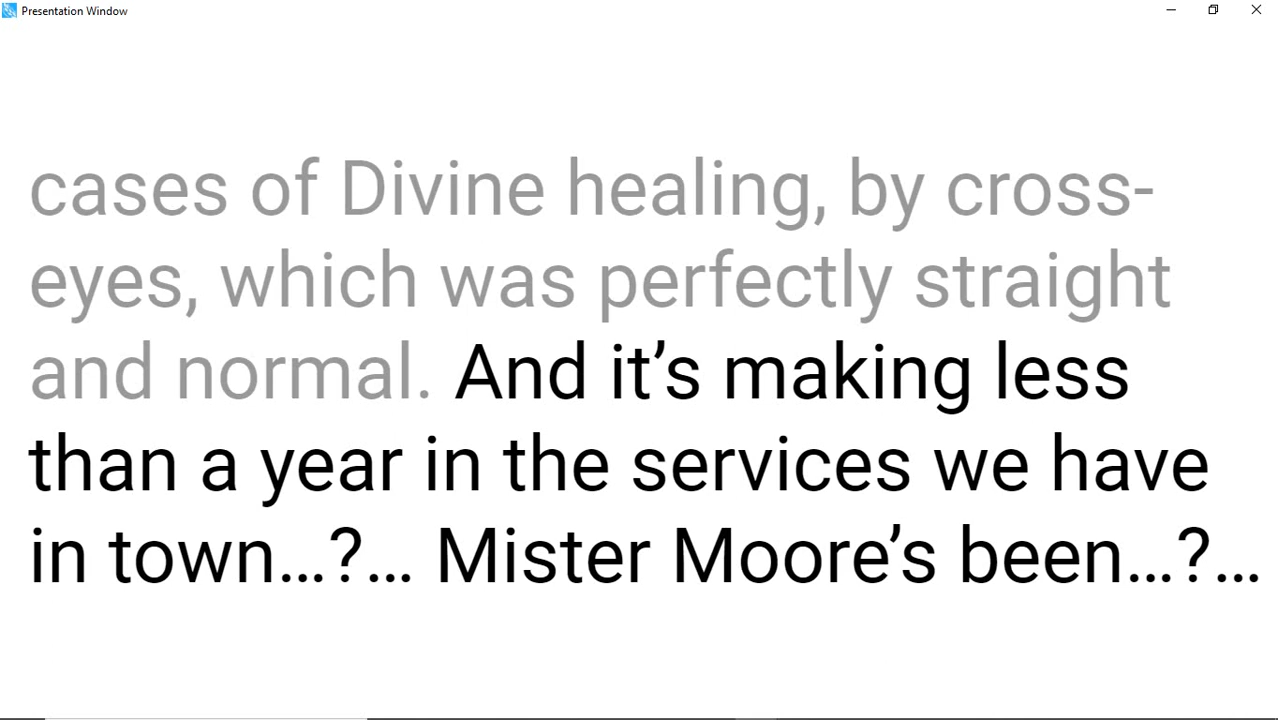 Presentation Window
cases of Divine healing, by cross-
eyes, which was perfectly straight
and normal. And it’s making less
than a year in the services we have
in town…?… Mister Moore’s been…?…